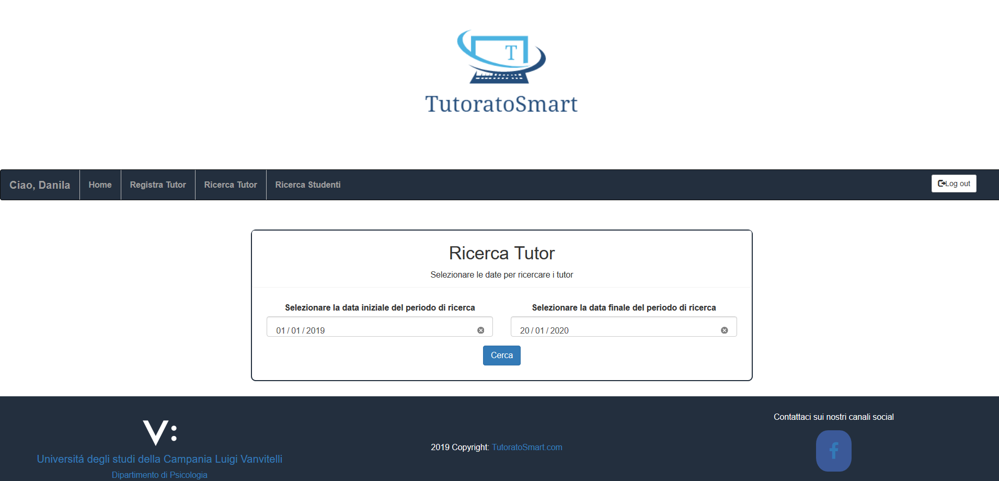 T
TutoratoSmart
Ciao, Danila
Home
Registra Tutor
Ricerca Tutor
Ricerca Studenti
Log out
Ricerca Tutor
Selezionare le date per ricercare i tutor
Selezionare la data iniziale del periodo di ricerca
01/01/2019
Selezionare la data finale del periodo di ricerca
20/01/2020
Cerca
V:
Universitá degli studi della Campania Luigi Vanvitelli
Dipartimento di Psicologia
2019 Copyright: TutoratoSmart.com
Contattaci sui nostri canali social
f